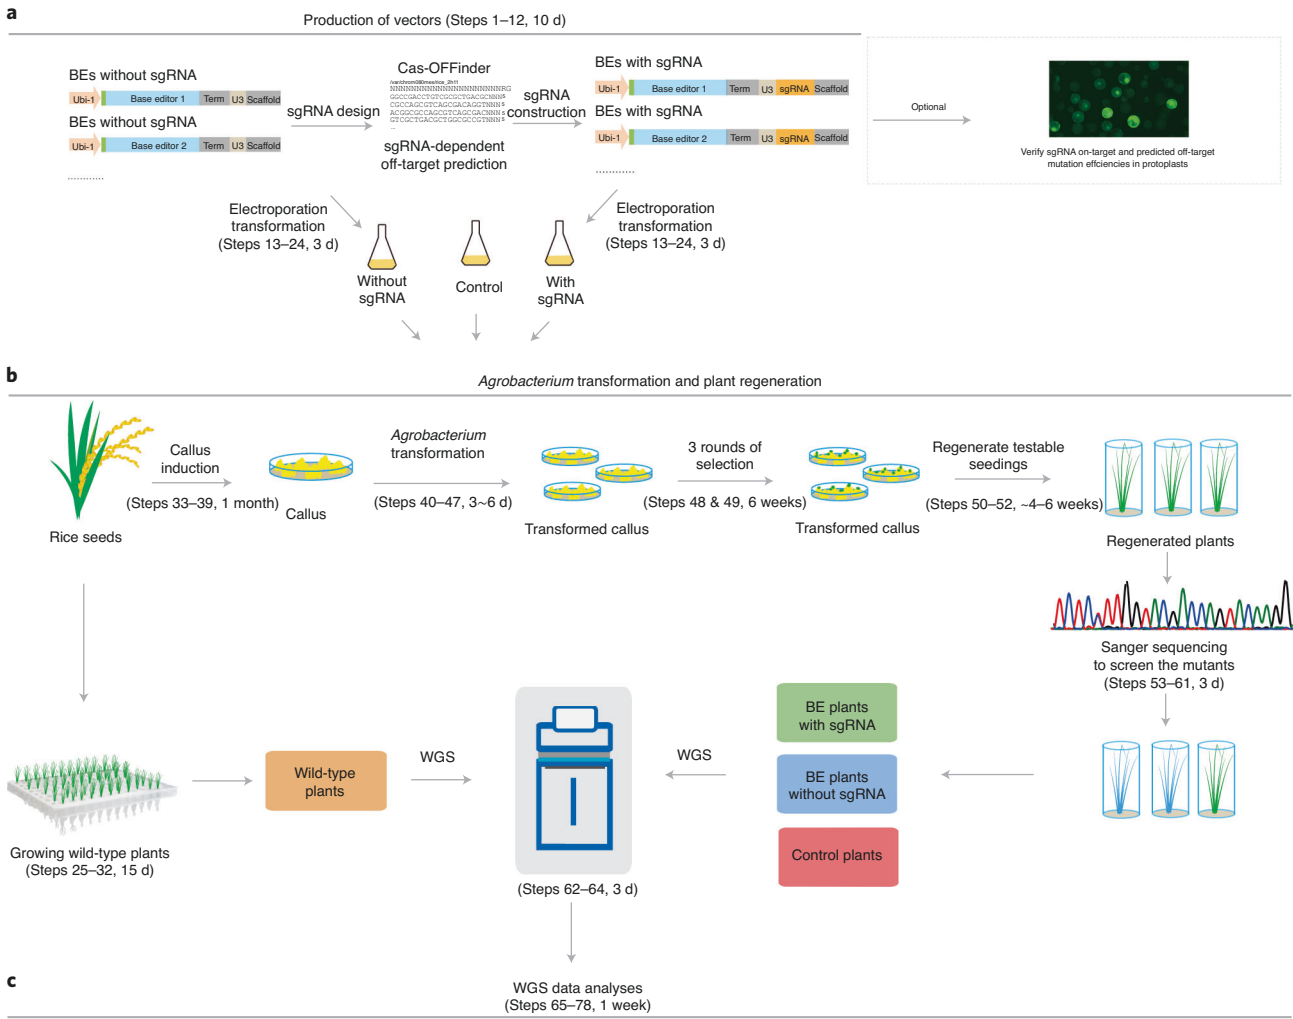 a
Production of vectors (Steps 1–12, 10 d)
BEs without sgRNA
Ubi-1 Base editor 1 Term U3 Scaffold
BEs without sgRNA
Ubi-1 Base editor 2 Term U3 Scaffold
............
sgRNA design
Cas-OFFinder
NNNNNNNNNNNNNNNNNNNNNRG
GGCCGACCTGTCGCGCTGACGCNNN 5
CGCCAGCGTCAGCGACAGGTNNN 5
ACGGCGCCAGCGTCAGCGACNNN 5
GTCGCTGACGCTGGCGCCGTNNN 5
...
sgRNA-dependent
off-target prediction
sgRNA
construction
BEs with sgRNA
Ubi-1 Base editor 1 Term U3 sgRNA Scaffold
BEs with sgRNA
Ubi-1 Base editor 2 Term U3 sgRNA Scaffold
............
Optional
Verify sgRNA on-target and predicted off-target
mutation effciencies in protoplasts
Electroporation
transformation
(Steps 13–24, 3 d)
Electroporation
transformation
(Steps 13–24, 3 d)
Without
sgRNA
Control
With
sgRNA
b
Agrobacterium transformation and plant regeneration
Rice seeds
Callus
induction
(Steps 33–39, 1 month)
Callus
Agrobacterium
transformation
(Steps 40–47, 3~6 d)
Transformed callus
3 rounds of
selection
(Steps 48 & 49, 6 weeks)
Transformed callus
Regenerate testable
seedings
(Steps 50–52, ~4–6 weeks)
Regenerated plants
Sanger sequencing
to screen the mutants
(Steps 53–61, 3 d)
BE plants
with sgRNA
BE plants
without sgRNA
Control plants
WGS
Growing wild-type plants
(Steps 25–32, 15 d)
Wild-type
plants
WGS
(Steps 62–64, 3 d)
c
WGS data analyses
(Steps 65–78, 1 week)